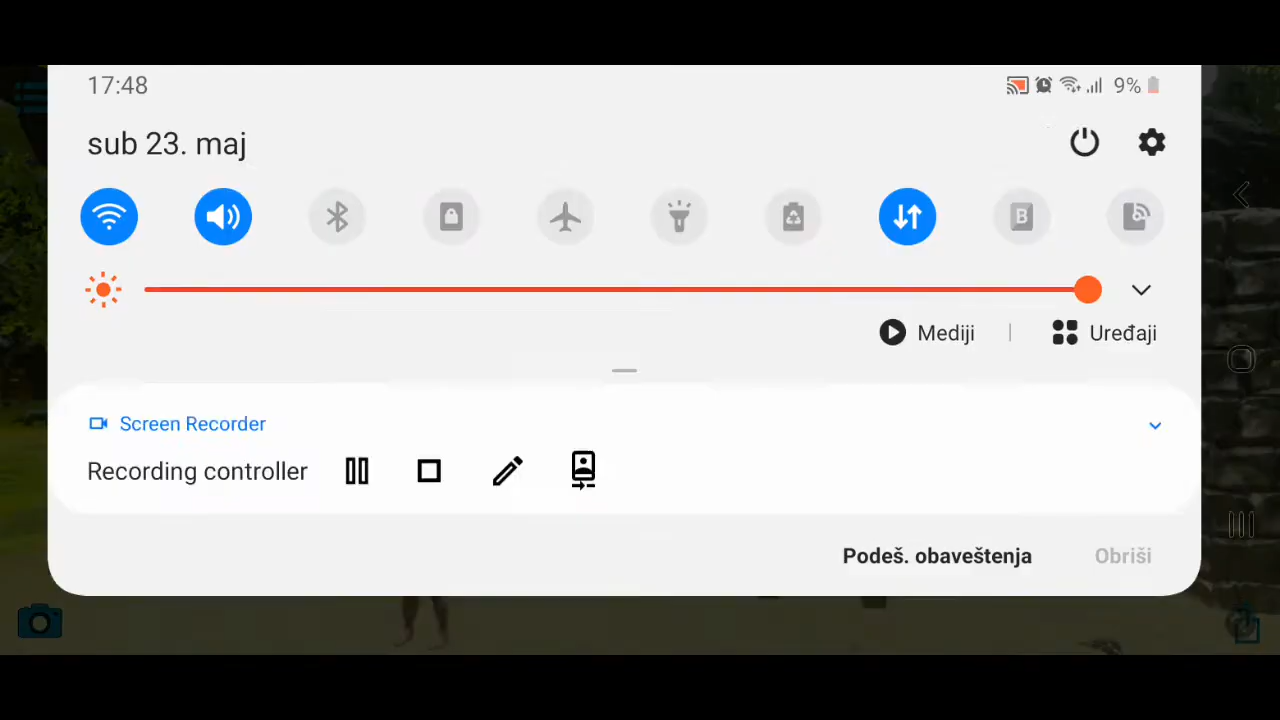 17:48
9%
sub 23. maj
B
Mediji
Uređaji
Screen Recorder
Recording controller
Podeš. obaveštenja
Obriši